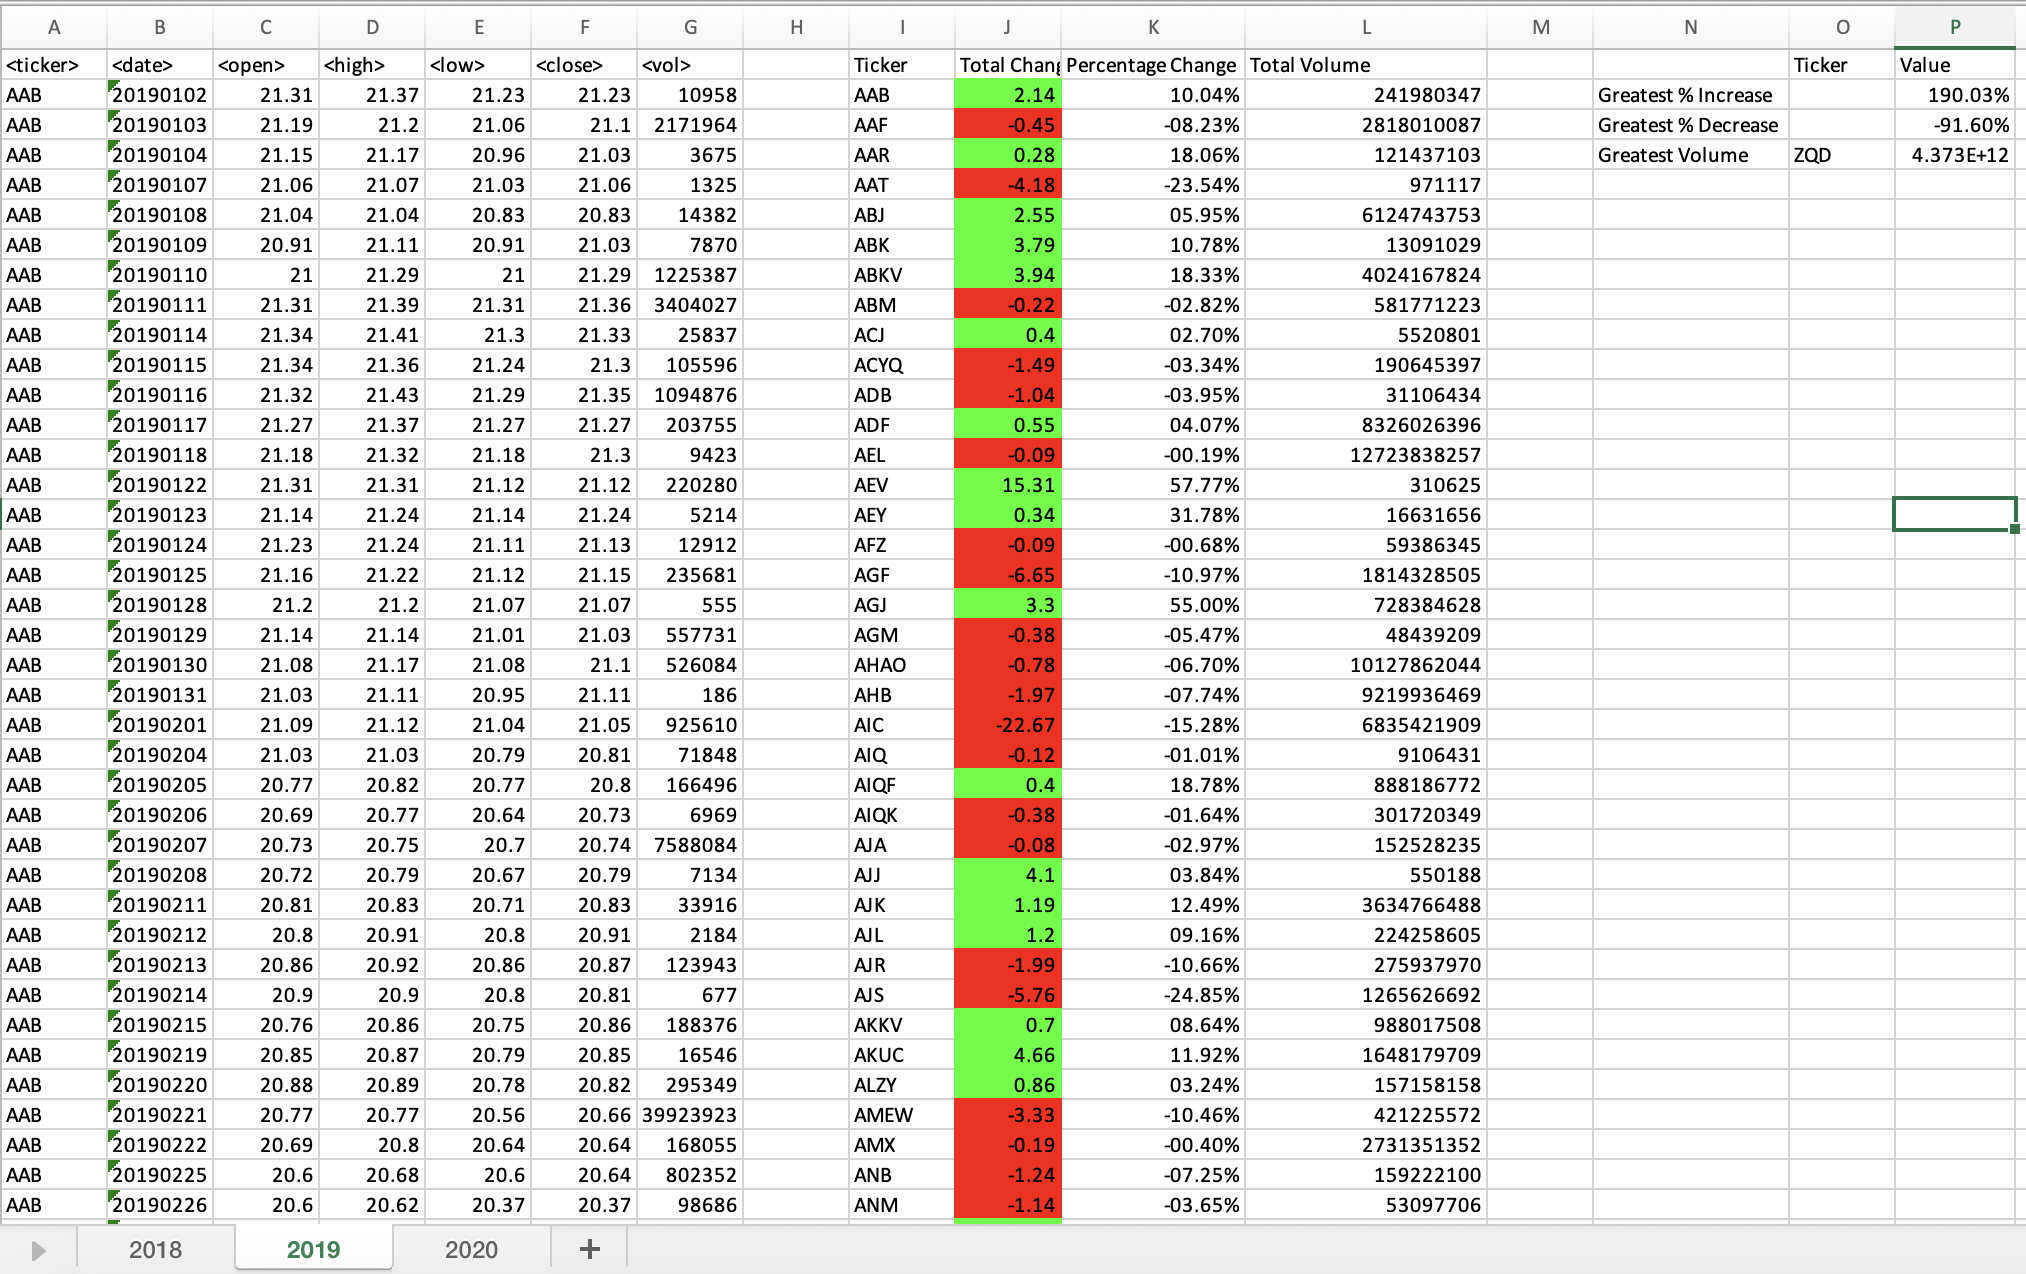 A B C D E F G H I J K L M N O P
<ticker> <date> <open> <high> <low> <close> <vol> Ticker Total Chang Percentage Change Total Volume Ticker Value
AAB 20190102 21.31 21.37 21.23 21.23 10958 AAB 2.14 10.04% 241980347 Greatest % Increase 190.03%
AAB 20190103 21.19 21.2 21.06 21.1 2171964 AAF -0.45 -08.23% 2818010087 Greatest % Decrease -91.60%
AAB 20190104 21.15 21.17 20.96 21.03 3675 AAR 0.28 18.06% 121437103 Greatest Volume ZQD 4.373E+12
AAB 20190107 21.06 21.07 21.03 21.06 1325 AAT -4.18 -23.54% 971117
AAB 20190108 21.04 21.04 20.83 20.83 14382 ABJ 2.55 05.95% 6124743753
AAB 20190109 20.91 21.11 20.91 21.03 7870 ABK 3.79 10.78% 13091029
AAB 20190110 21 21.29 21 21.29 1225387 ABKV 3.94 18.33% 4024167824
AAB 20190111 21.31 21.39 21.31 21.36 3404027 ABM -0.22 -02.82% 581771223
AAB 20190114 21.34 21.41 21.3 21.33 25837 ACJ 0.4 02.70% 5520801
AAB 20190115 21.34 21.36 21.24 21.3 105596 ACYQ -1.49 -03.34% 190645397
AAB 20190116 21.32 21.43 21.29 21.35 1094876 ADB -1.04 -03.95% 31106434
AAB 20190117 21.27 21.37 21.27 21.27 203755 ADF 0.55 04.07% 8326026396
AAB 20190118 21.18 21.32 21.18 21.3 9423 AEL -0.09 -00.19% 12723838257
AAB 20190122 21.31 21.31 21.12 21.12 220280 AEV 15.31 57.77% 310625
AAB 20190123 21.14 21.24 21.14 21.24 5214 AEY 0.34 31.78% 16631656
AAB 20190124 21.23 21.24 21.11 21.13 12912 AFZ -0.09 -00.68% 59386345
AAB 20190125 21.16 21.22 21.12 21.15 235681 AGF -6.65 -10.97% 1814328505
AAB 20190128 21.2 21.2 21.07 21.07 555 AGJ 3.3 55.00% 728384628
AAB 20190129 21.14 21.14 21.01 21.03 557731 AGM -0.38 -05.47% 48439209
AAB 20190130 21.08 21.17 21.08 21.1 526084 AHAO -0.78 -06.70% 10127862044
AAB 20190131 21.03 21.11 20.95 21.11 186 AHB -1.97 -07.74% 9219936469
AAB 20190201 21.09 21.12 21.04 21.05 925610 AIC -22.67 -15.28% 6835421909
AAB 20190204 21.03 21.03 20.79 20.81 71848 AIQ -0.12 -01.01% 9106431
AAB 20190205 20.77 20.82 20.77 20.8 166496 AIQF 0.4 18.78% 888186772
AAB 20190206 20.69 20.77 20.64 20.73 6969 AIQK -0.38 -01.64% 301720349
AAB 20190207 20.73 20.75 20.7 20.74 7588084 AJA -0.08 -02.97% 152528235
AAB 20190208 20.72 20.79 20.67 20.79 7134 AJJ 4.1 03.84% 550188
AAB 20190211 20.81 20.83 20.71 20.83 33916 AJK 1.19 12.49% 3634766488
AAB 20190212 20.8 20.91 20.8 20.91 2184 AJL 1.2 09.16% 224258605
AAB 20190213 20.86 20.92 20.86 20.87 123943 AJR -1.99 -10.66% 275937970
AAB 20190214 20.9 20.9 20.8 20.81 677 AJS -5.76 -24.85% 1265626692
AAB 20190215 20.76 20.86 20.75 20.86 188376 AKKV 0.7 08.64% 988017508
AAB 20190219 20.85 20.87 20.79 20.85 16546 AKUC 4.66 11.92% 1648179709
AAB 20190220 20.88 20.89 20.78 20.82 295349 ALZY 0.86 03.24% 157158158
AAB 20190221 20.77 20.77 20.56 20.66 39923923 AMEW -3.33 -10.46% 421225572
AAB 20190222 20.69 20.8 20.64 20.64 168055 AMX -0.19 -00.40% 2731351352
AAB 20190225 20.6 20.68 20.6 20.64 802352 ANB -1.24 -07.25% 159222100
AAB 20190226 20.6 20.62 20.37 20.37 98686 ANM -1.14 -03.65% 53097706
2018 2019 2020 +